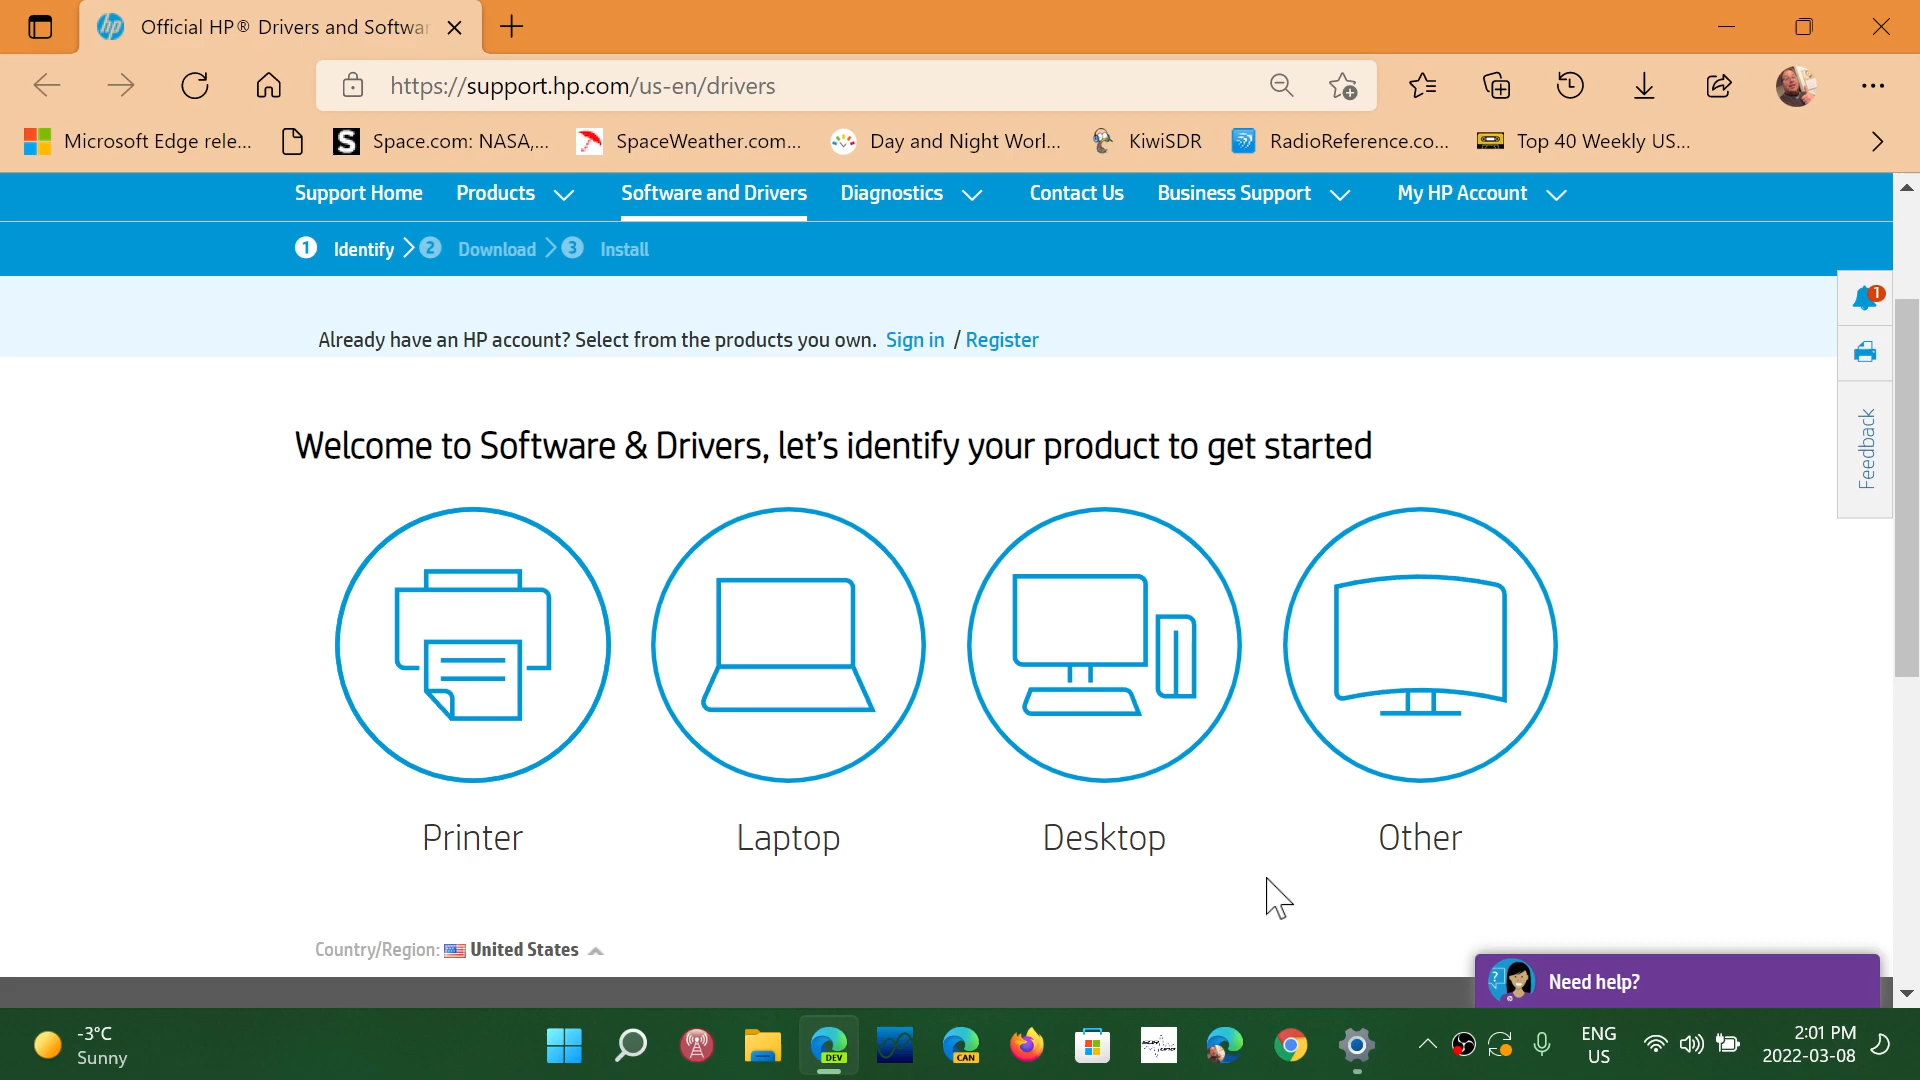 Official HP® Drivers and Softwar
https://support.hp.com/us-en/drivers
Microsoft Edge rele...
S
Space.com: NASA,...
SpaceWeather.com...
Day and Night Worl...
KiwiSDR
RadioReference.co...
Top 40 Weekly US...
Support Home
Products
Software and Drivers
Diagnostics
Contact Us
Business Support
My HP Account
1 Identify
2 Download
3 Install
1
Already have an HP account? Select from the products you own. Sign in / Register
Feedback
Welcome to Software & Drivers, let's identify your product to get started
Printer
Laptop
Desktop
Other
Country/Region: United States
Need help?
-3°C
Sunny
DEV
CAN
ENG
US
2:01 PM
2022-03-08